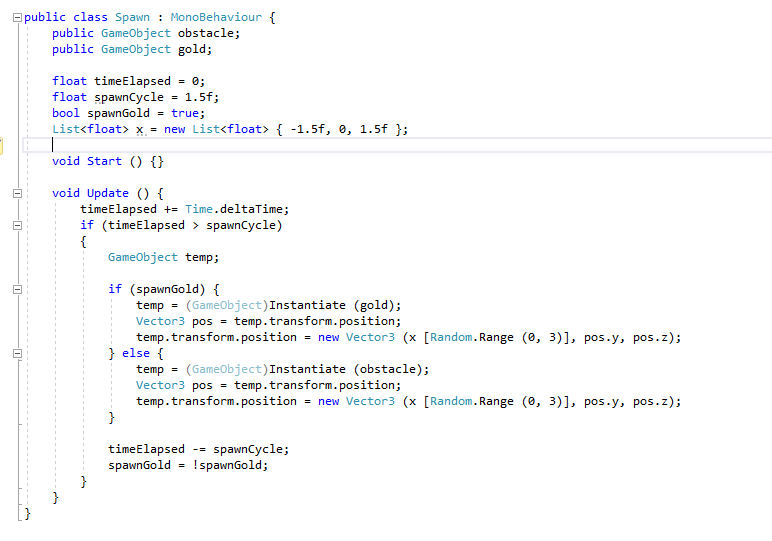 public class Spawn : MonoBehaviour {
    public GameObject obstacle;
    public GameObject gold;

    float timeElapsed = 0;
    float spawnCycle = 1.5f;
    bool spawnGold = true;
    List<float> x = new List<float> { -1.5f, 0, 1.5f };

    void Start () {}

    void Update () {
        timeElapsed += Time.deltaTime;
        if (timeElapsed > spawnCycle)
        {
            GameObject temp;

            if (spawnGold) {
                temp = (GameObject)Instantiate (gold);
                Vector3 pos = temp.transform.position;
                temp.transform.position = new Vector3 (x [Random.Range (0, 3)], pos.y, pos.z);
            } else {
                temp = (GameObject)Instantiate (obstacle);
                Vector3 pos = temp.transform.position;
                temp.transform.position = new Vector3 (x [Random.Range (0, 3)], pos.y, pos.z);
            }

            timeElapsed -= spawnCycle;
            spawnGold = !spawnGold;
        }
    }
}